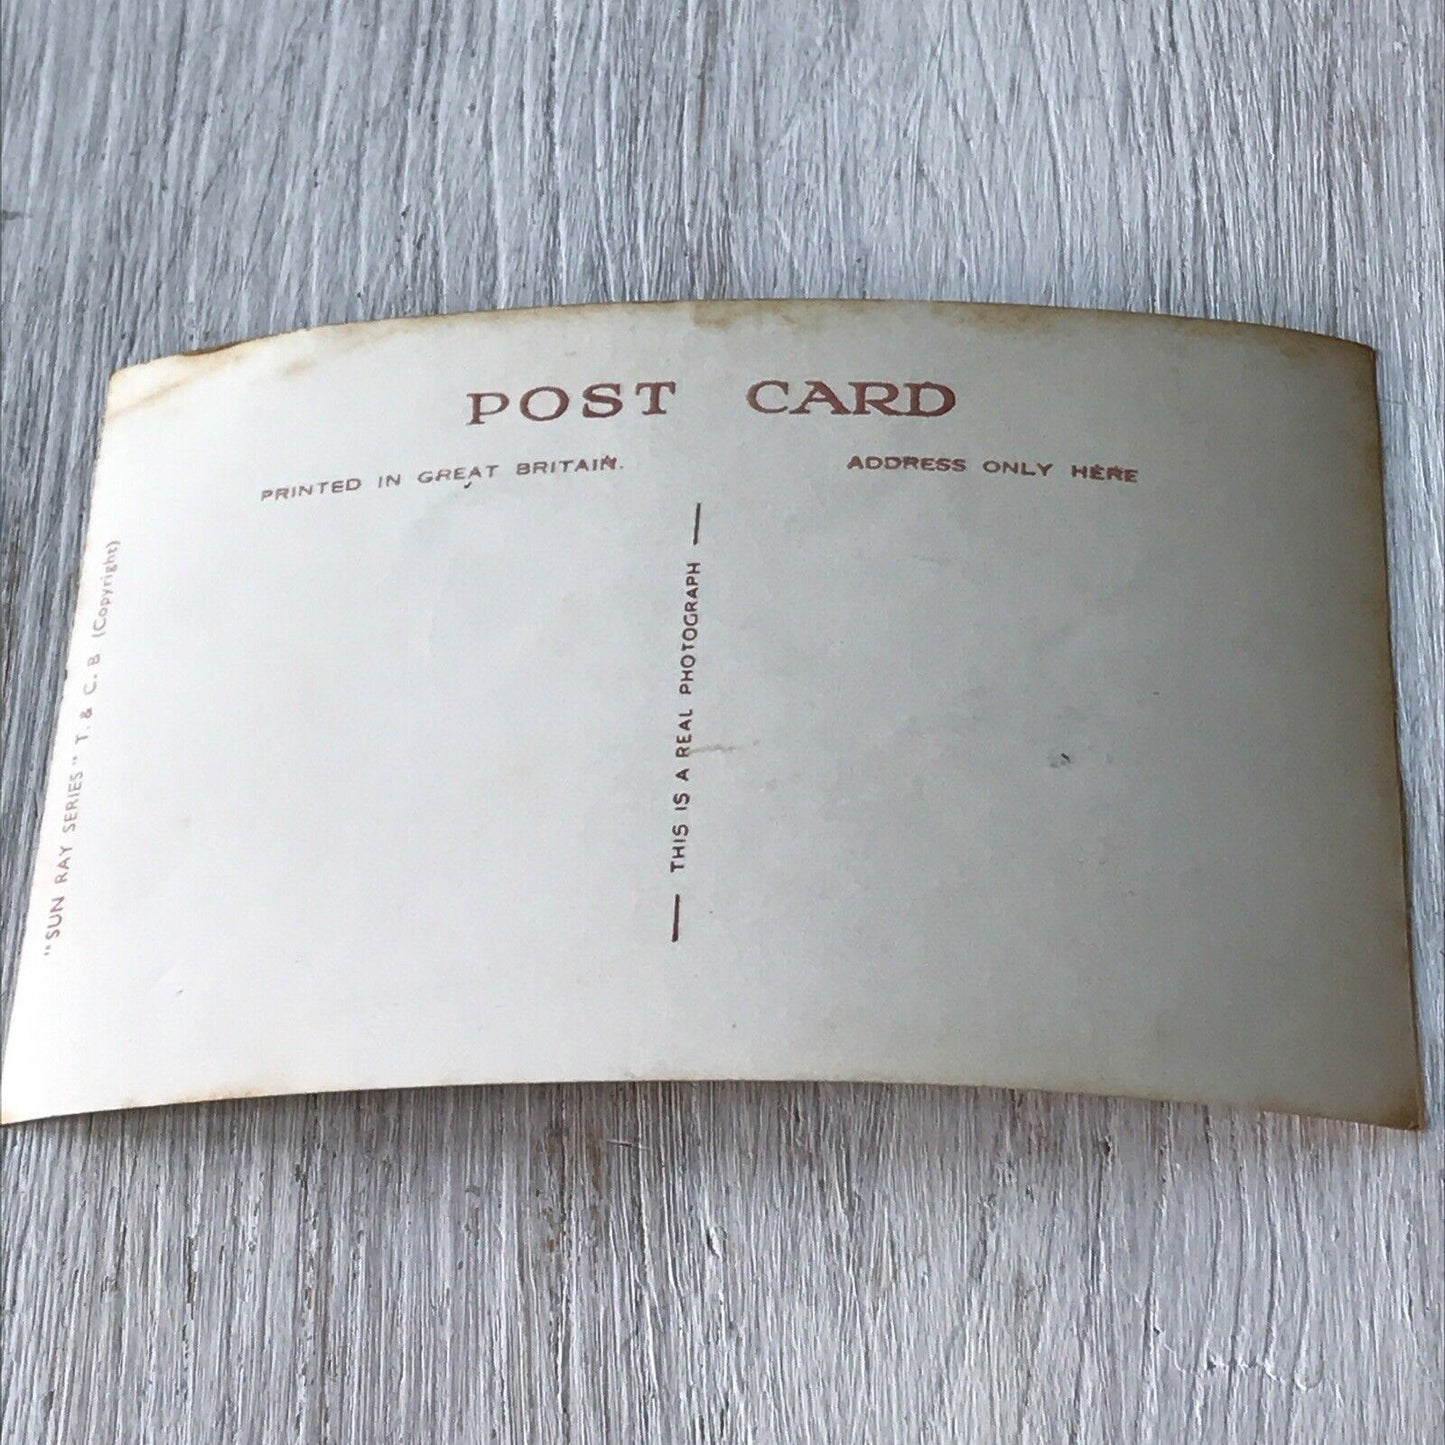 POST CARD
PRINTED IN GREAT BRITAIN.
ADDRESS ONLY HERE
THIS IS A REAL PHOTOGRAPH
"SUN RAY SERIES" T. & C. B (Copyright)